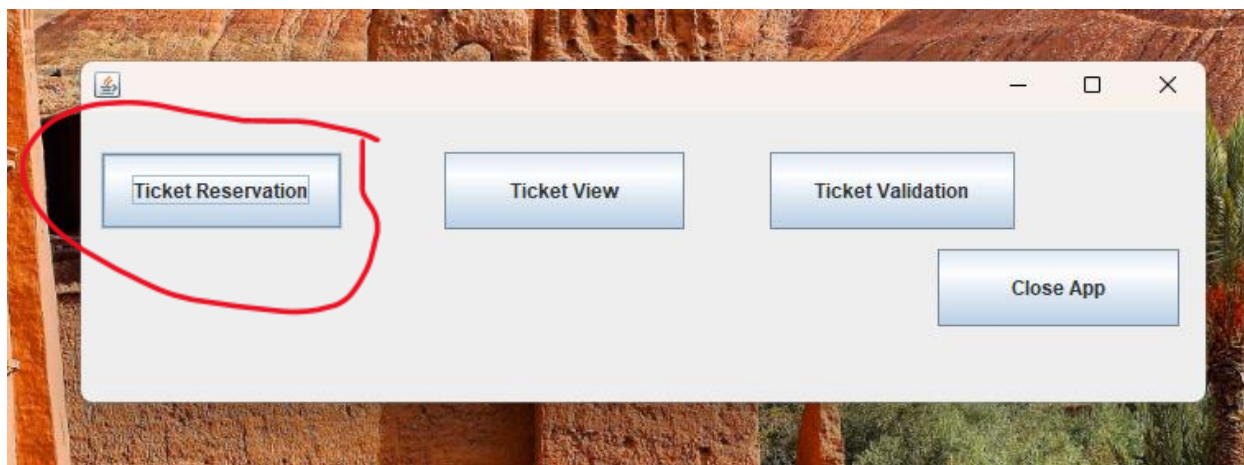 Ticket Reservation
Ticket View
Ticket Validation
Close App